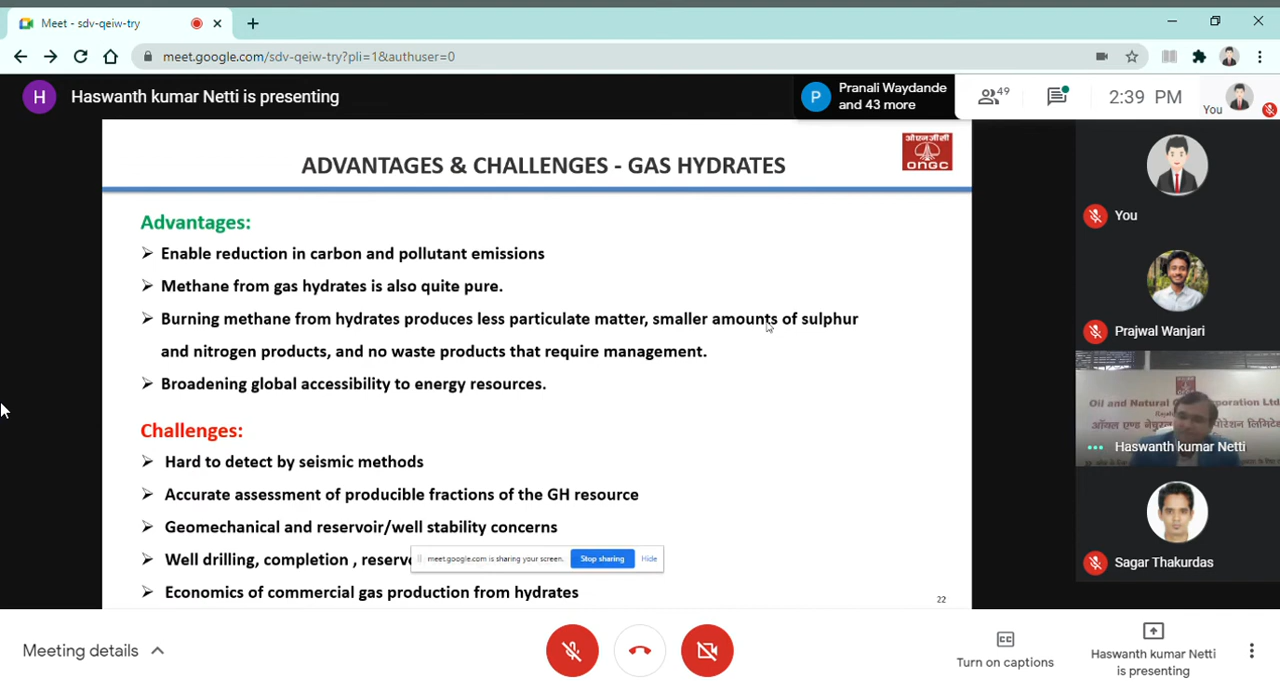 Meet - sdv-qeiw-try
meet.google.com/sdv-qeiw-try?pli=1&authuser=0
H
Haswanth kumar Netti is presenting
P
Pranali Waydande
and 43 more
49
2:39 PM
You
ओएनजीसी
ONGC
ADVANTAGES & CHALLENGES - GAS HYDRATES
Advantages:
Enable reduction in carbon and pollutant emissions
Methane from gas hydrates is also quite pure.
Burning methane from hydrates produces less particulate matter, smaller amounts of sulphur
and nitrogen products, and no waste products that require management.
Broadening global accessibility to energy resources.
Challenges:
Hard to detect by seismic methods
Accurate assessment of producible fractions of the GH resource
Geomechanical and reservoir/well stability concerns
Well drilling, completion , reserv
meet.google.com is sharing your screen.
Stop sharing
Hide
Economics of commercial gas production from hydrates
22
You
Prajwal Wanjari
Oil and Natural
oration Ltd
ऑयल एण्ड नेचुरल
पोरेशन लिमिटे
Haswanth kumar Netti
Sagar Thakurdas
Meeting details
CC
Turn on captions
Haswanth kumar Netti
is presenting